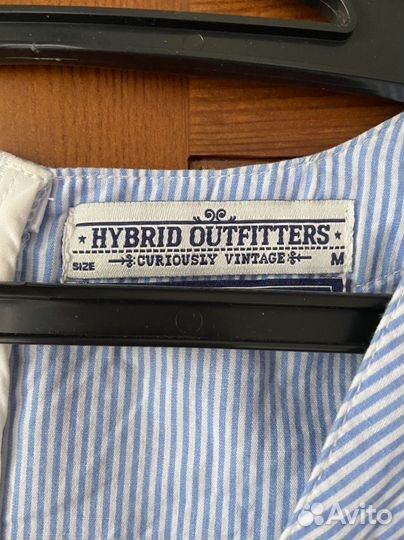 HYBRID OUTFITTERS
CURIOUSLY VINTAGE
SIZE M
Avito